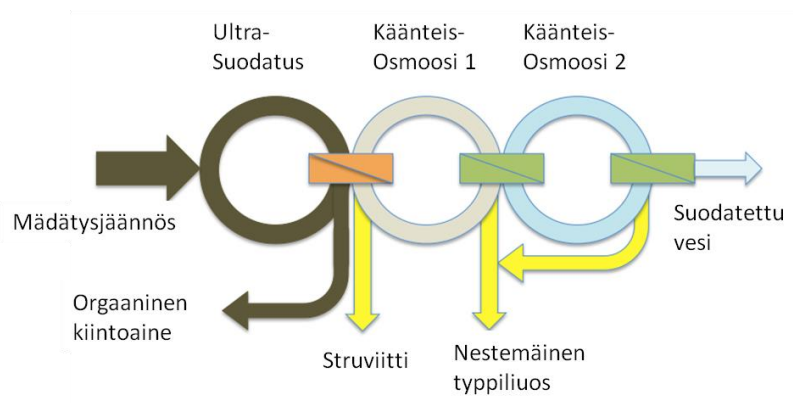 Ultra-
Suodatus
Käänteis-
Osmoosi 1
Käänteis-
Osmoosi 2
Mädätysjäännös
Suodatettu
vesi
Orgaaninen
kiintoaine
Struviitti
Nestemäinen
typpiliuos